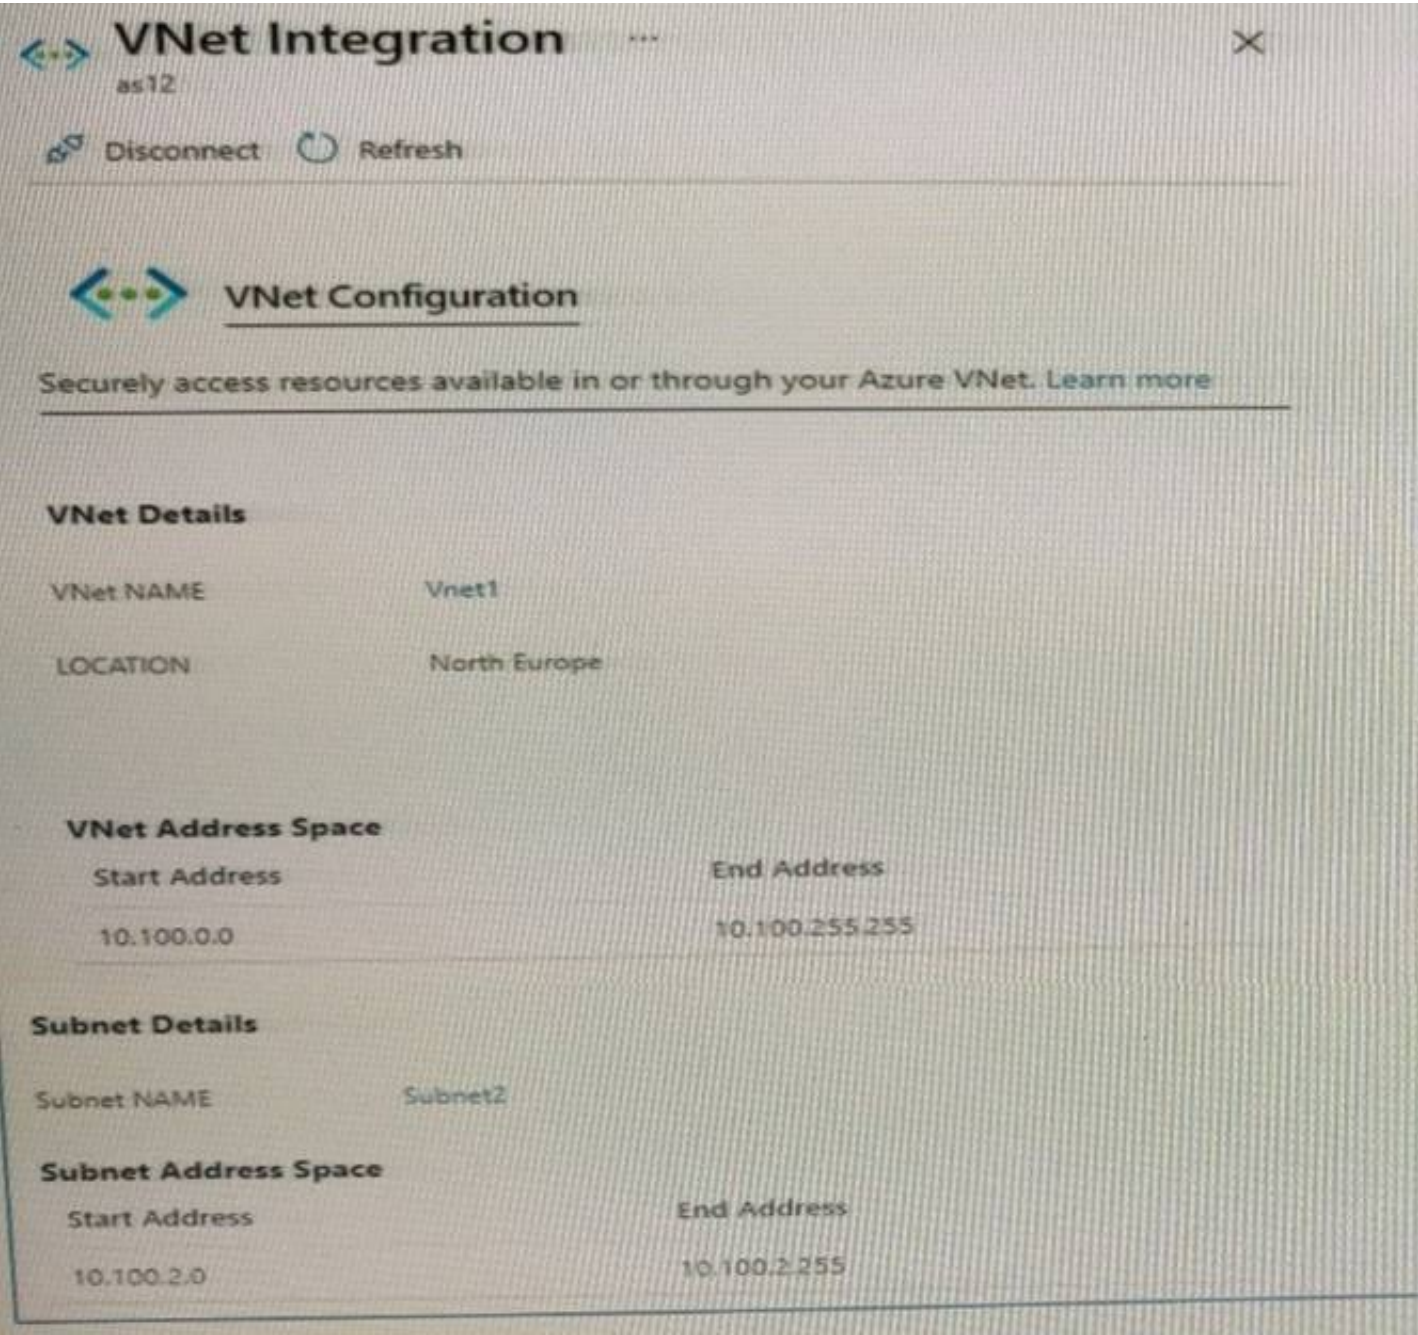 VNet Integration ...
as12
Disconnect Refresh
VNet Configuration
Securely access resources available in or through your Azure VNet. Learn more
VNet Details
VNet NAME Vnet1
LOCATION North Europe
VNet Address Space
Start Address End Address
10.100.0.0 10.100.255.255
Subnet Details
Subnet NAME Subnet2
Subnet Address Space
Start Address End Address
10.100.2.0 10.100.2.255